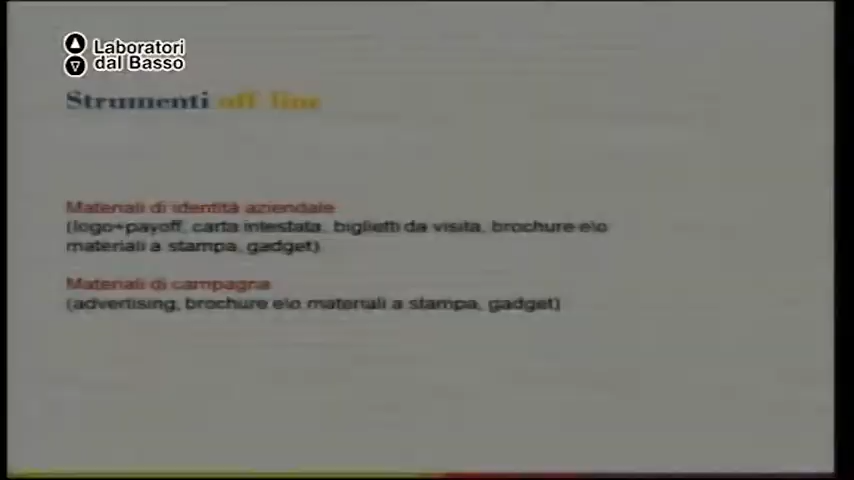 Laboratori
dal Basso
Strumenti off line
Materiali di identità aziendale
(logo+payoff, carta intestata, biglietti da visita, brochure e\o
materiali a stampa, gadget)
Materiali di campagna
(advertising, brochure e\o materiali a stampa, gadget)